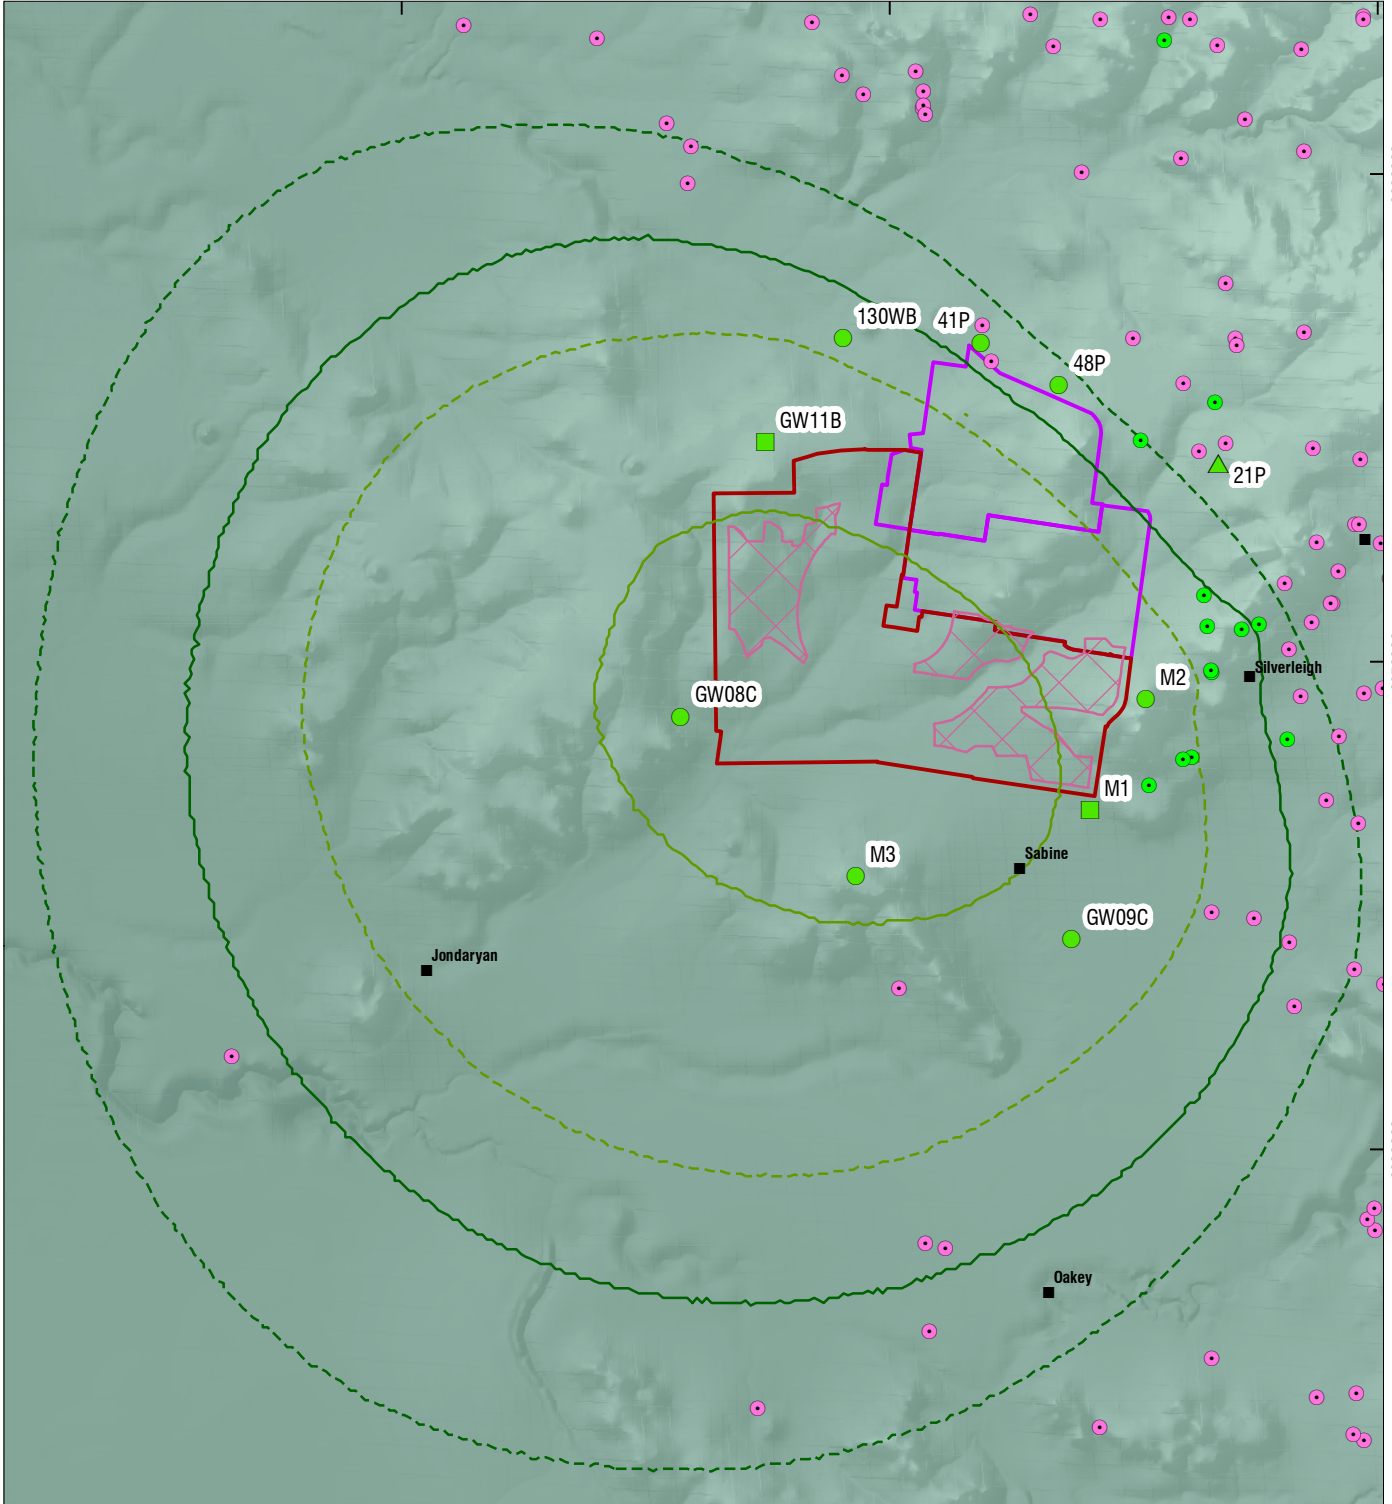 130WB
41P
48P
GW11B
21P
Silverleigh
M2
GW08C
M1
M3
Sabine
GW09C
Jondaryan
Oakey